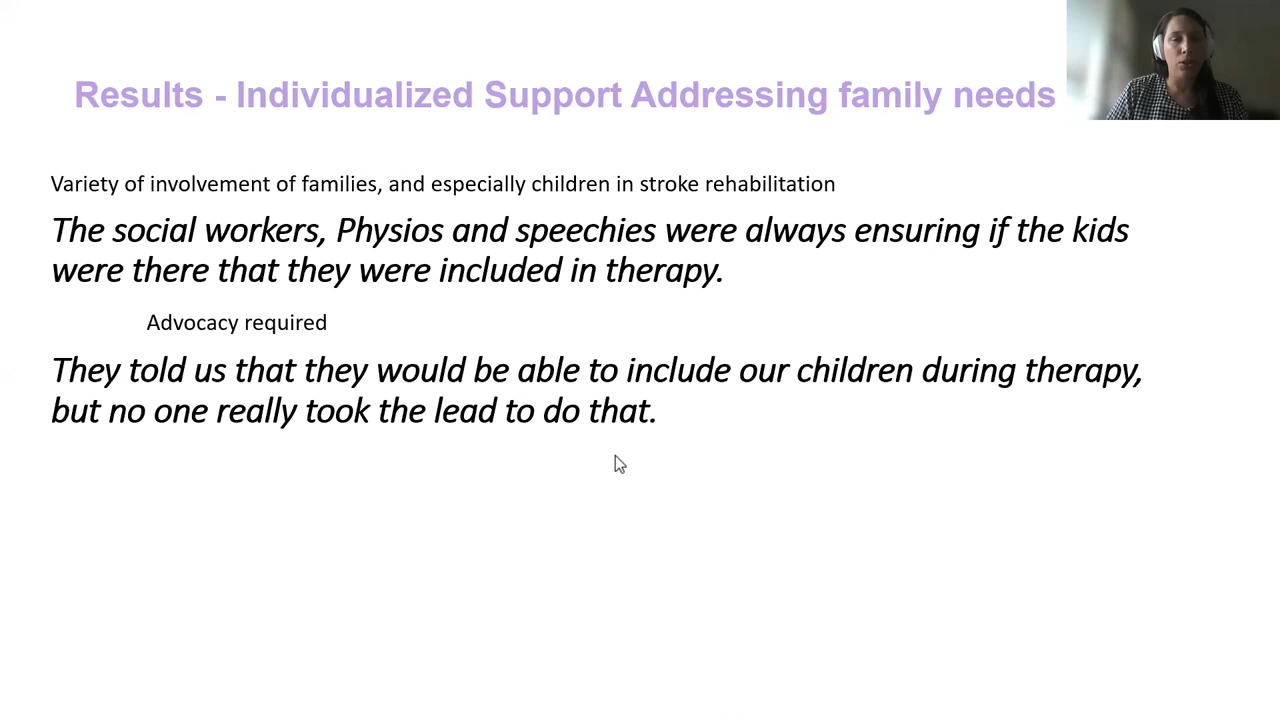 Results - Individualized Support Addressing family needs
Variety of involvement of families, and especially children in stroke rehabilitation
The social workers, Physios and speechies were always ensuring if the kids
were there that they were included in therapy.
Advocacy required
They told us that they would be able to include our children during therapy,
but no one really took the lead to do that.